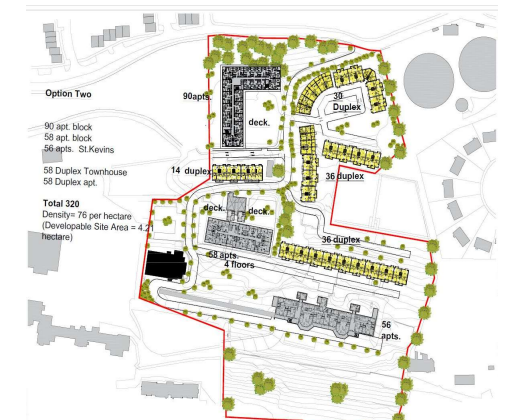 Option Two
90 apt. block
58 apt. block
56 apts. St.Kevins
58 Duplex Townhouse
58 Duplex apt.
Total 320
Density= 76 per hectare
(Developable Site Area = 4.21
hectare)
90apts.
deck.
30
Duplex
14 duplex
36 duplex
deck.
deck.
36 duplex
58 apts.
4 floors
56
apts.